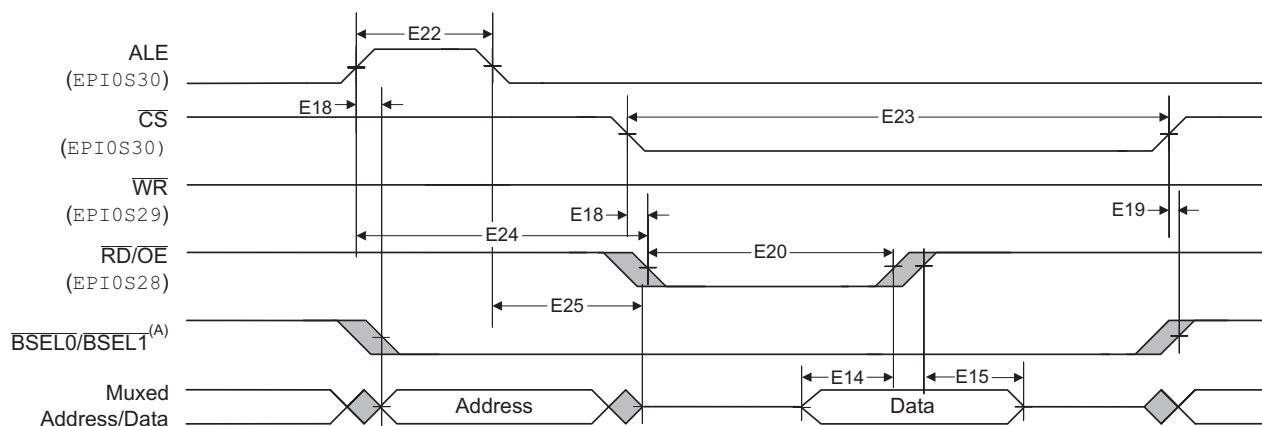 E22
ALE
(EPI0S30)
E18
CS
E23
(EPI0S30)
WR
(EPI0S29)
E18
E19
E24
E20
RD/OE
(EPI0S28)
E25
BSEL0/BSEL1(A)
E14
E15
Muxed
Address/Data
Address
Data